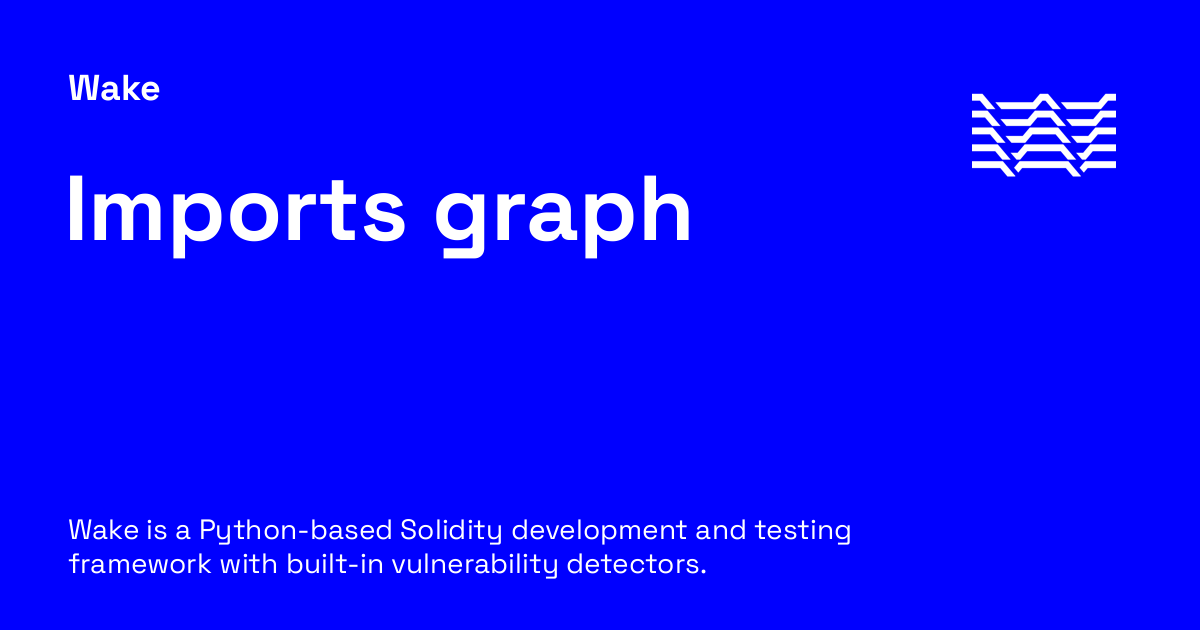 Wake
Imports graph
Wake is a Python-based Solidity development and testing
framework with built-in vulnerability detectors.